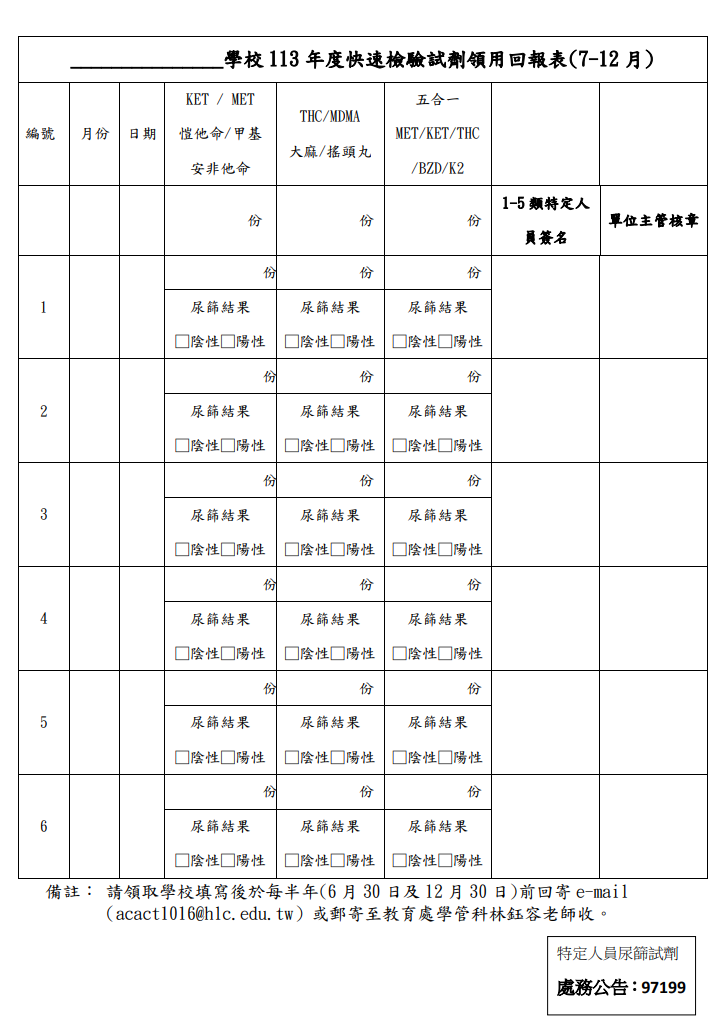 _______________學校113年度快速檢驗試劑領用回報表(7-12月)
編號 月份 日期 KET / MET 愷他命/甲基 安非他命 THC/MDMA 大麻/搖頭丸 五合一 MET/KET/THC /BZD/K2
份 份 份 1-5類特定人 員簽名 單位主管核章
份 份 份
1 尿篩結果 尿篩結果 尿篩結果
□陰性□陽性 □陰性□陽性 □陰性□陽性
份 份 份
2 尿篩結果 尿篩結果 尿篩結果
□陰性□陽性 □陰性□陽性 □陰性□陽性
份 份 份
3 尿篩結果 尿篩結果 尿篩結果
□陰性□陽性 □陰性□陽性 □陰性□陽性
份 份 份
4 尿篩結果 尿篩結果 尿篩結果
□陰性□陽性 □陰性□陽性 □陰性□陽性
份 份 份
5 尿篩結果 尿篩結果 尿篩結果
□陰性□陽性 □陰性□陽性 □陰性□陽性
份 份 份
6 尿篩結果 尿篩結果 尿篩結果
□陰性□陽性 □陰性□陽性 □陰性□陽性
備註： 請領取學校填寫後於每半年(6月30日及12月30日)前回寄e-mail
(acact1016@hlc.edu.tw)或郵寄至教育處學管科林鈺容老師收。
特定人員尿篩試劑
處務公告：97199